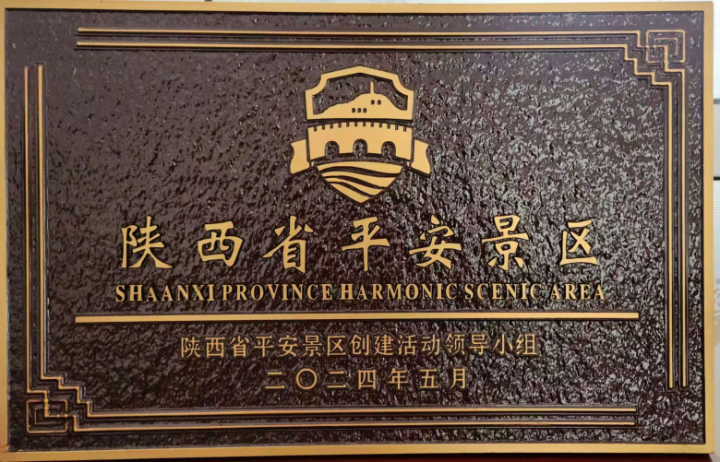 陕西省平安景区
SHAANXI PROVINCE HARMONIC SCENIC AREA
陕西省平安景区创建活动领导小组
二〇二四年五月